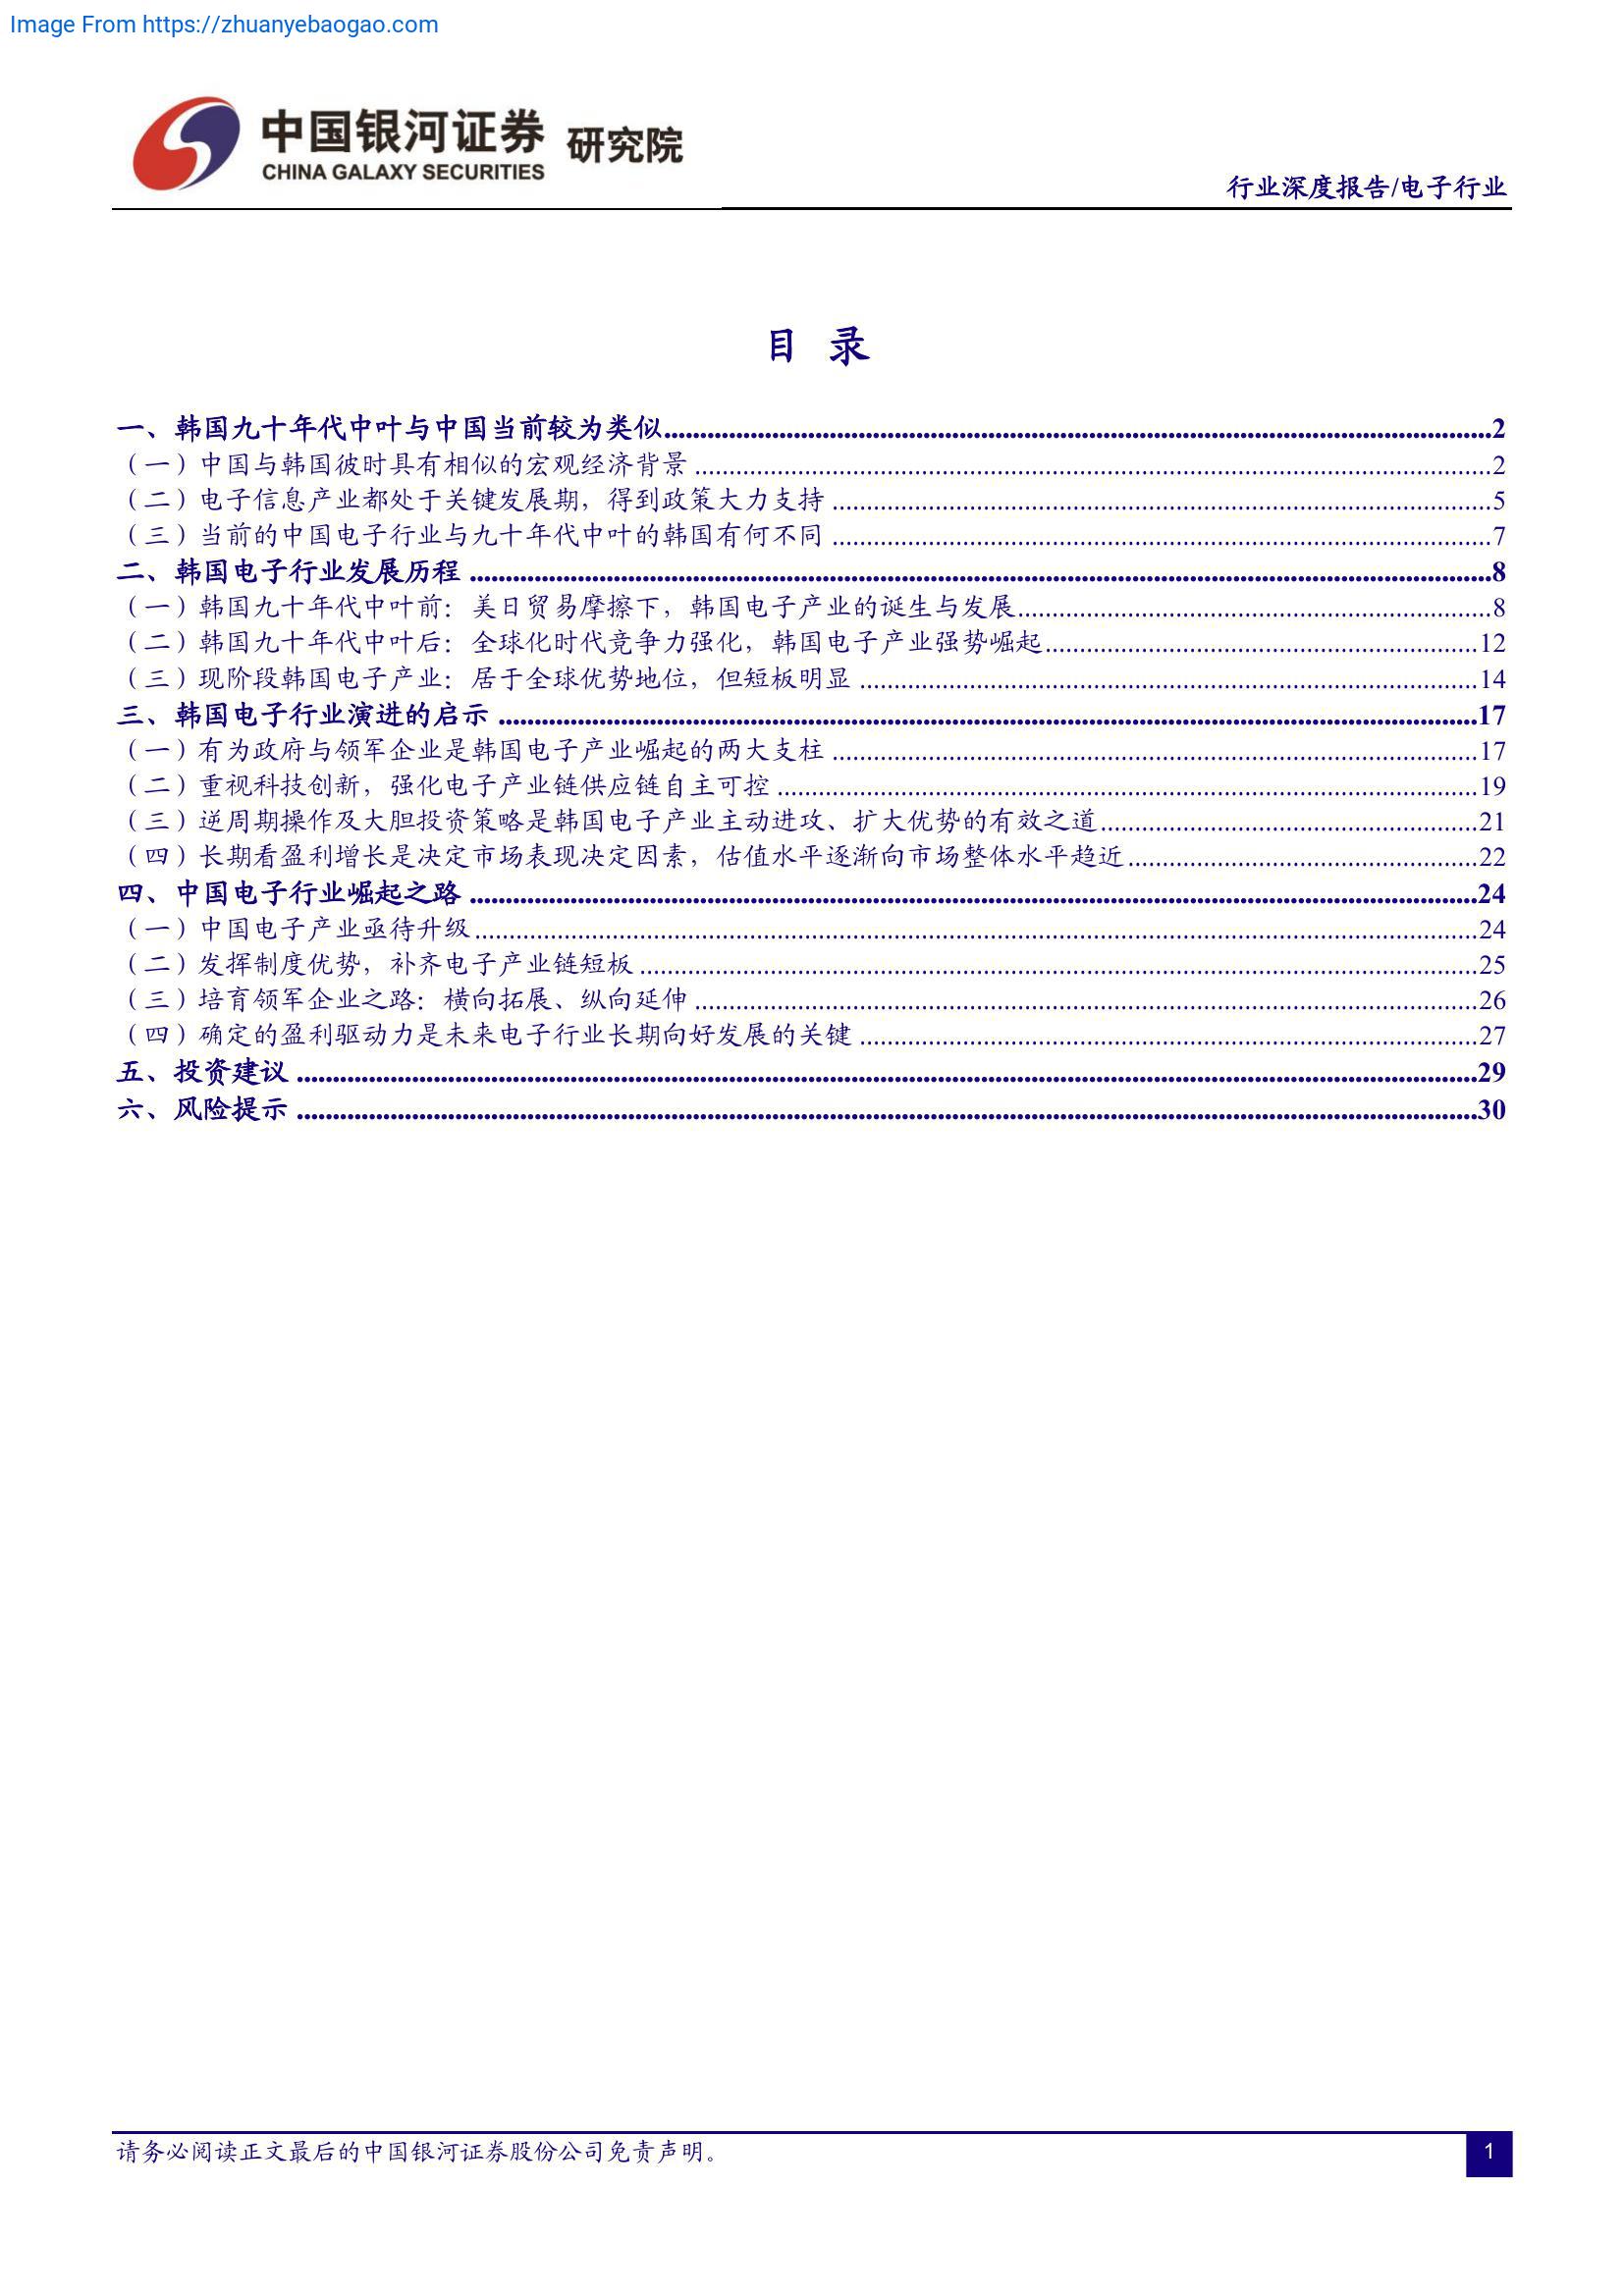 Image From https://zhuanyebaogao.com
中国银河证券 研究院
CHINA GALAXY SECURITIES
行业深度报告/电子行业
目 录
一、韩国九十年代中叶与中国当前较为类似....................2
（一）中国与韩国彼时具有相似的宏观经济背景....................2
（二）电子信息产业都处于关键发展期，得到政策大力支持....................5
（三）当前的中国电子行业与九十年代中叶的韩国有何不同....................7
二、韩国电子行业发展历程....................8
（一）韩国九十年代中叶前：美日贸易摩擦下，韩国电子产业的诞生与发展....................8
（二）韩国九十年代中叶后：全球化时代竞争力强化，韩国电子产业强势崛起....................12
（三）现阶段韩国电子产业：居于全球优势地位，但短板明显....................14
三、韩国电子行业演进的启示....................17
（一）有为政府与领军企业是韩国电子产业崛起的两大支柱....................17
（二）重视科技创新，强化电子产业链供应链自主可控....................19
（三）逆周期操作及大胆投资策略是韩国电子产业主动进攻、扩大优势的有效之道....................21
（四）长期看盈利增长是决定市场表现决定因素，估值水平逐渐向市场整体水平趋近....................22
四、中国电子行业崛起之路....................24
（一）中国电子产业亟待升级....................24
（二）发挥制度优势，补齐电子产业链短板....................25
（三）培育领军企业之路：横向拓展、纵向延伸....................26
（四）确定的盈利驱动力是未来电子行业长期向好发展的关键....................27
五、投资建议....................29
六、风险提示....................30
请务必阅读正文最后的中国银河证券股份公司免责声明。
1